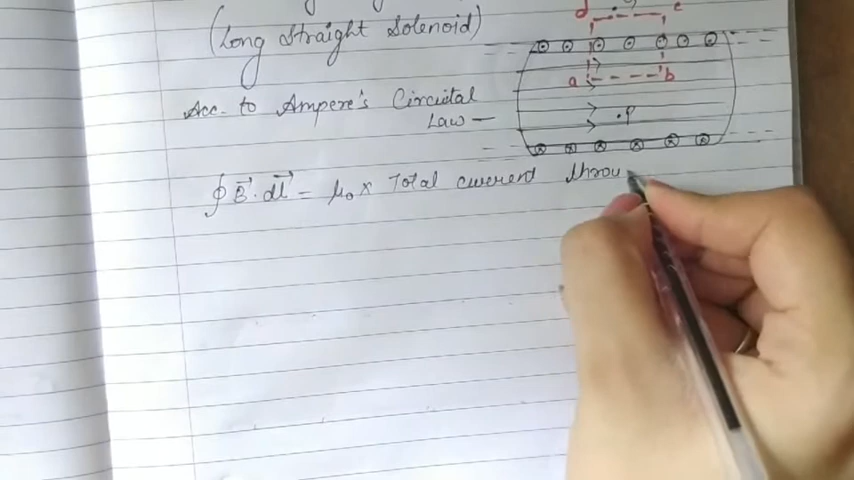 (Long Straight Solenoid)
d c
a b
.P
Acc. to Ampere's Circuital
Law —
∮ B⃗ · dl⃗ = μ₀ × Total current throu